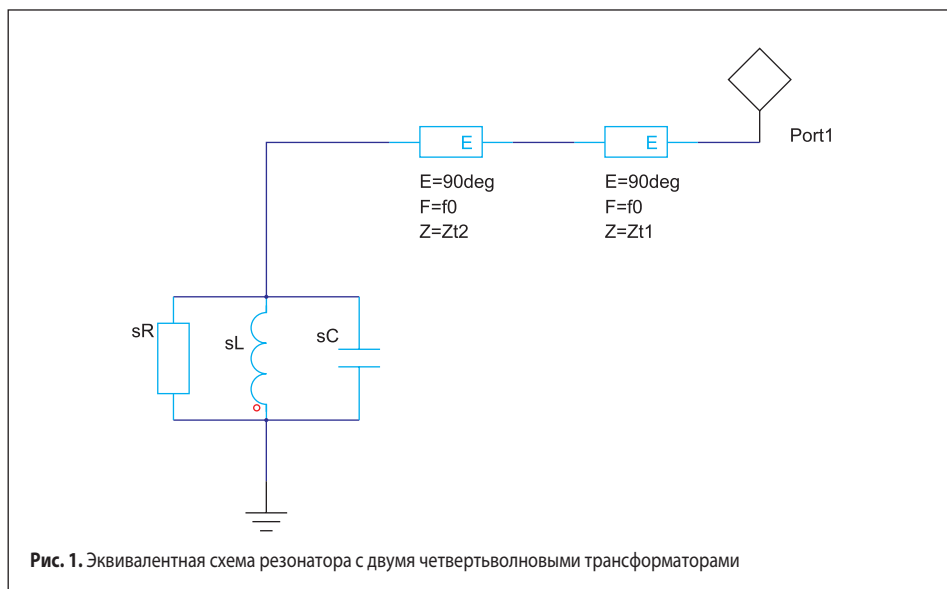 Port1
E
E
E=90deg
F=f0
Z=Zt2
E=90deg
F=f0
Z=Zt1
sR
sL
sC
Рис. 1. Эквивалентная схема резонатора с двумя четвертьволновыми трансформаторами